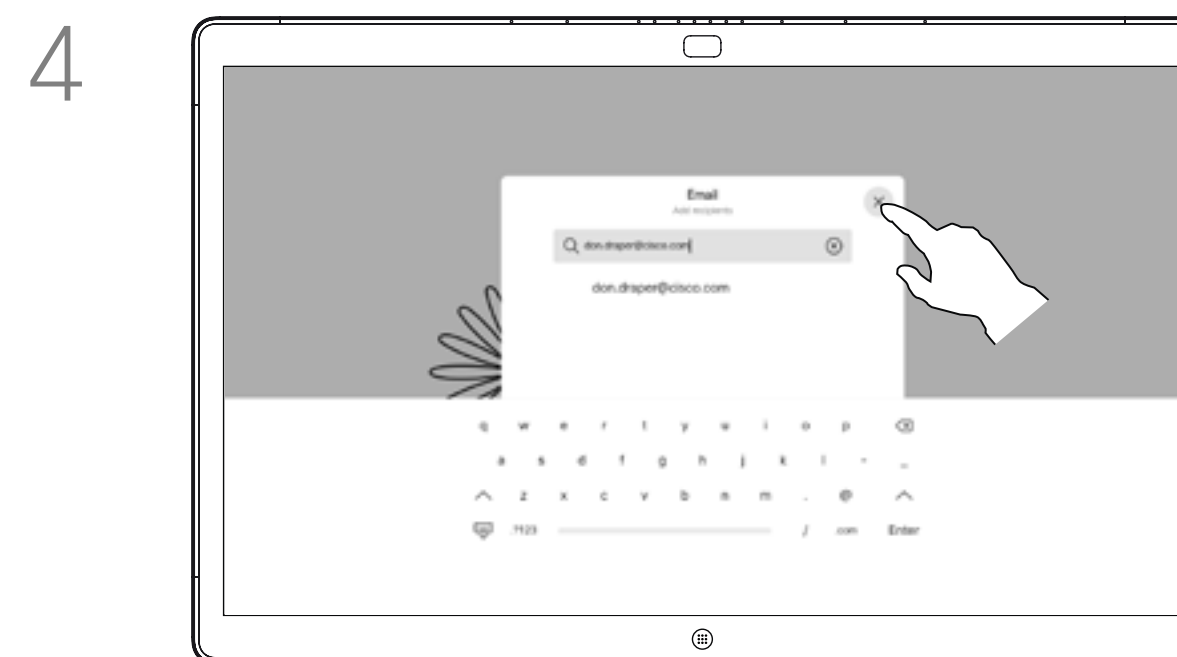 4
Email
Add recipients
don.draper@cisco.com
don.draper@cisco.com
q w e r t y u i o p
a s d f g h j k l - _
z x c v b n m . @
.?123 / .com Enter